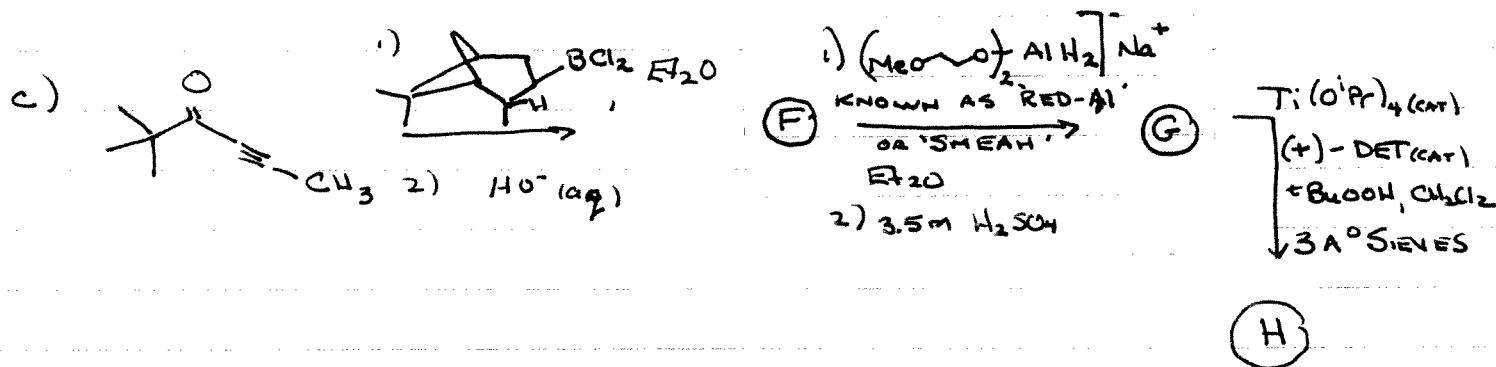 c)
O
CH3
1)
BCl2 Et2O
H
,
2) HO- (aq)
F
1) (MeO~O)2 AlH2]- Na+
KNOWN AS 'RED-Al'
OR 'SMEAH'
Et2O
2) 3.5m H2SO4
G
Ti(OiPr)4 (CAT)
(+)-DET(CAT)
tBuOOH, CH2Cl2
3A° SIEVES
H